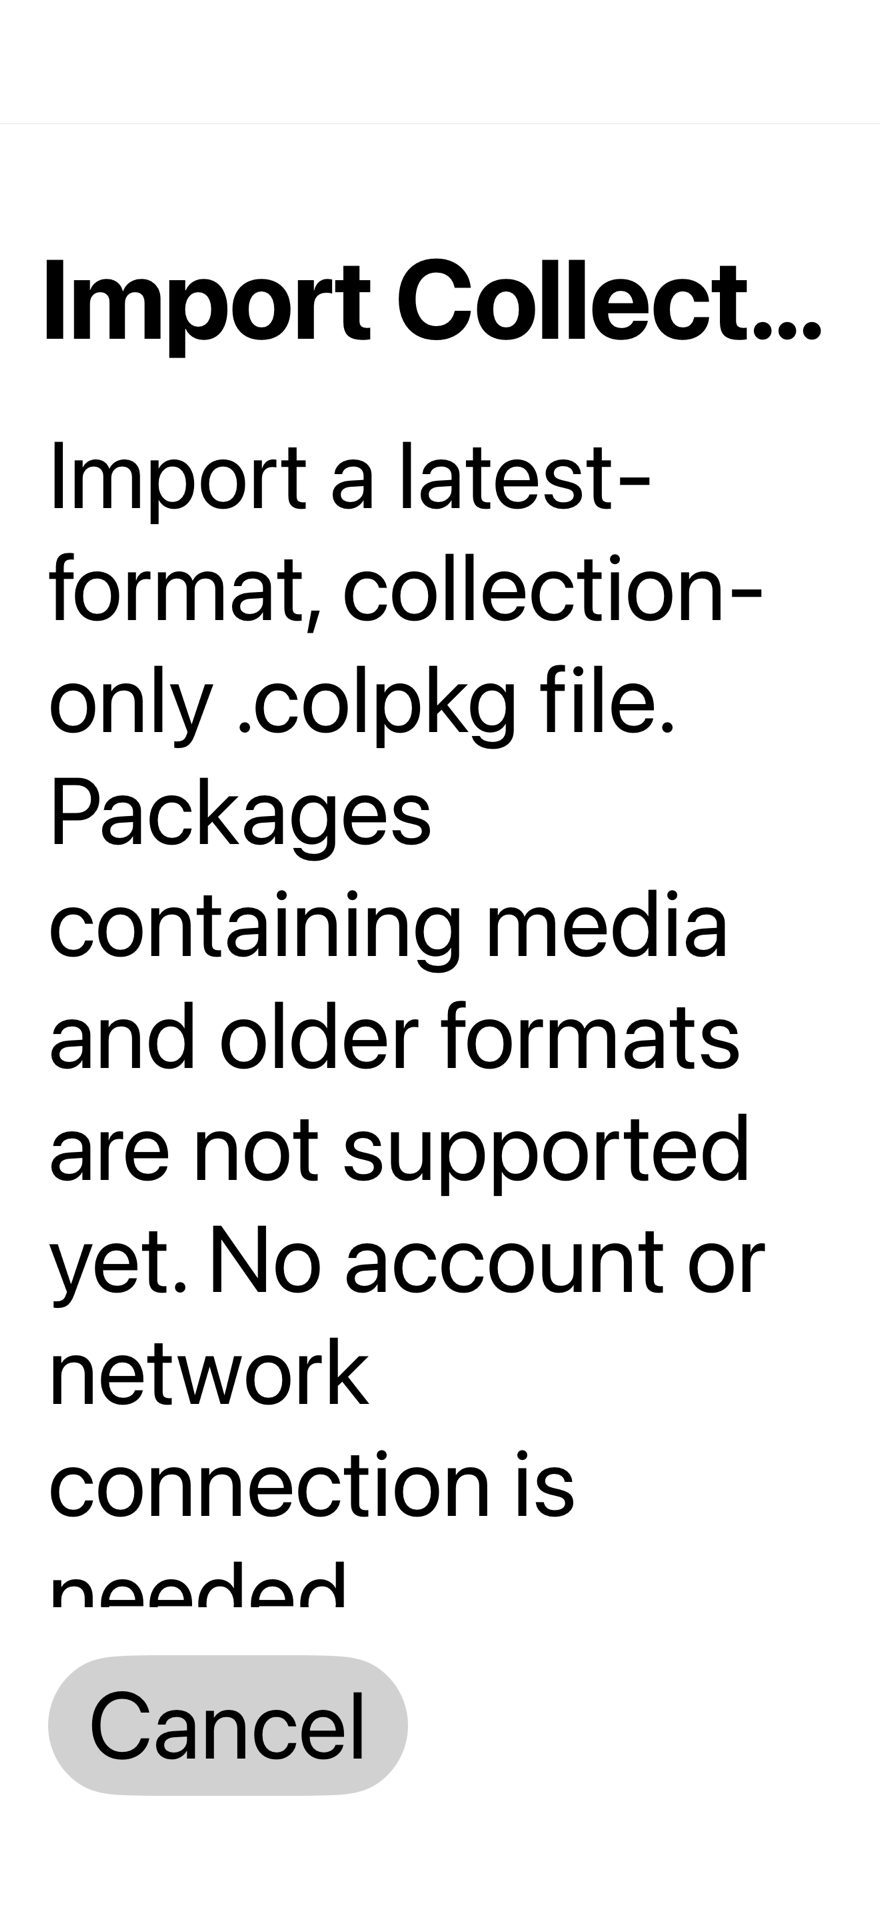 Import Collect...
Import a latest-
format, collection-
only .colpkg file.
Packages
containing media
and older formats
are not supported
yet. No account or
network
connection is
needed
Cancel